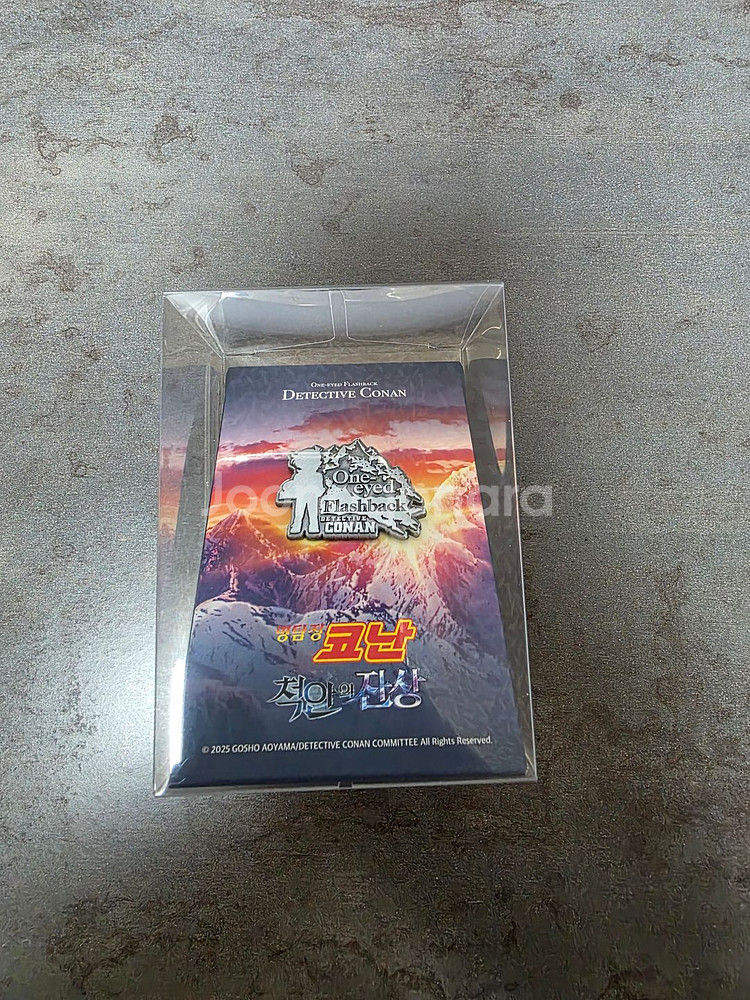 ONE-EYED FLASHBACK
DETECTIVE CONAN
One-
eyed
Flashback
DETECTIVE
CONAN
명탐정 코난
척안의 잔상
© 2025 GOSHO AOYAMA/DETECTIVE CONAN COMMITTEE All Rights Reserved.